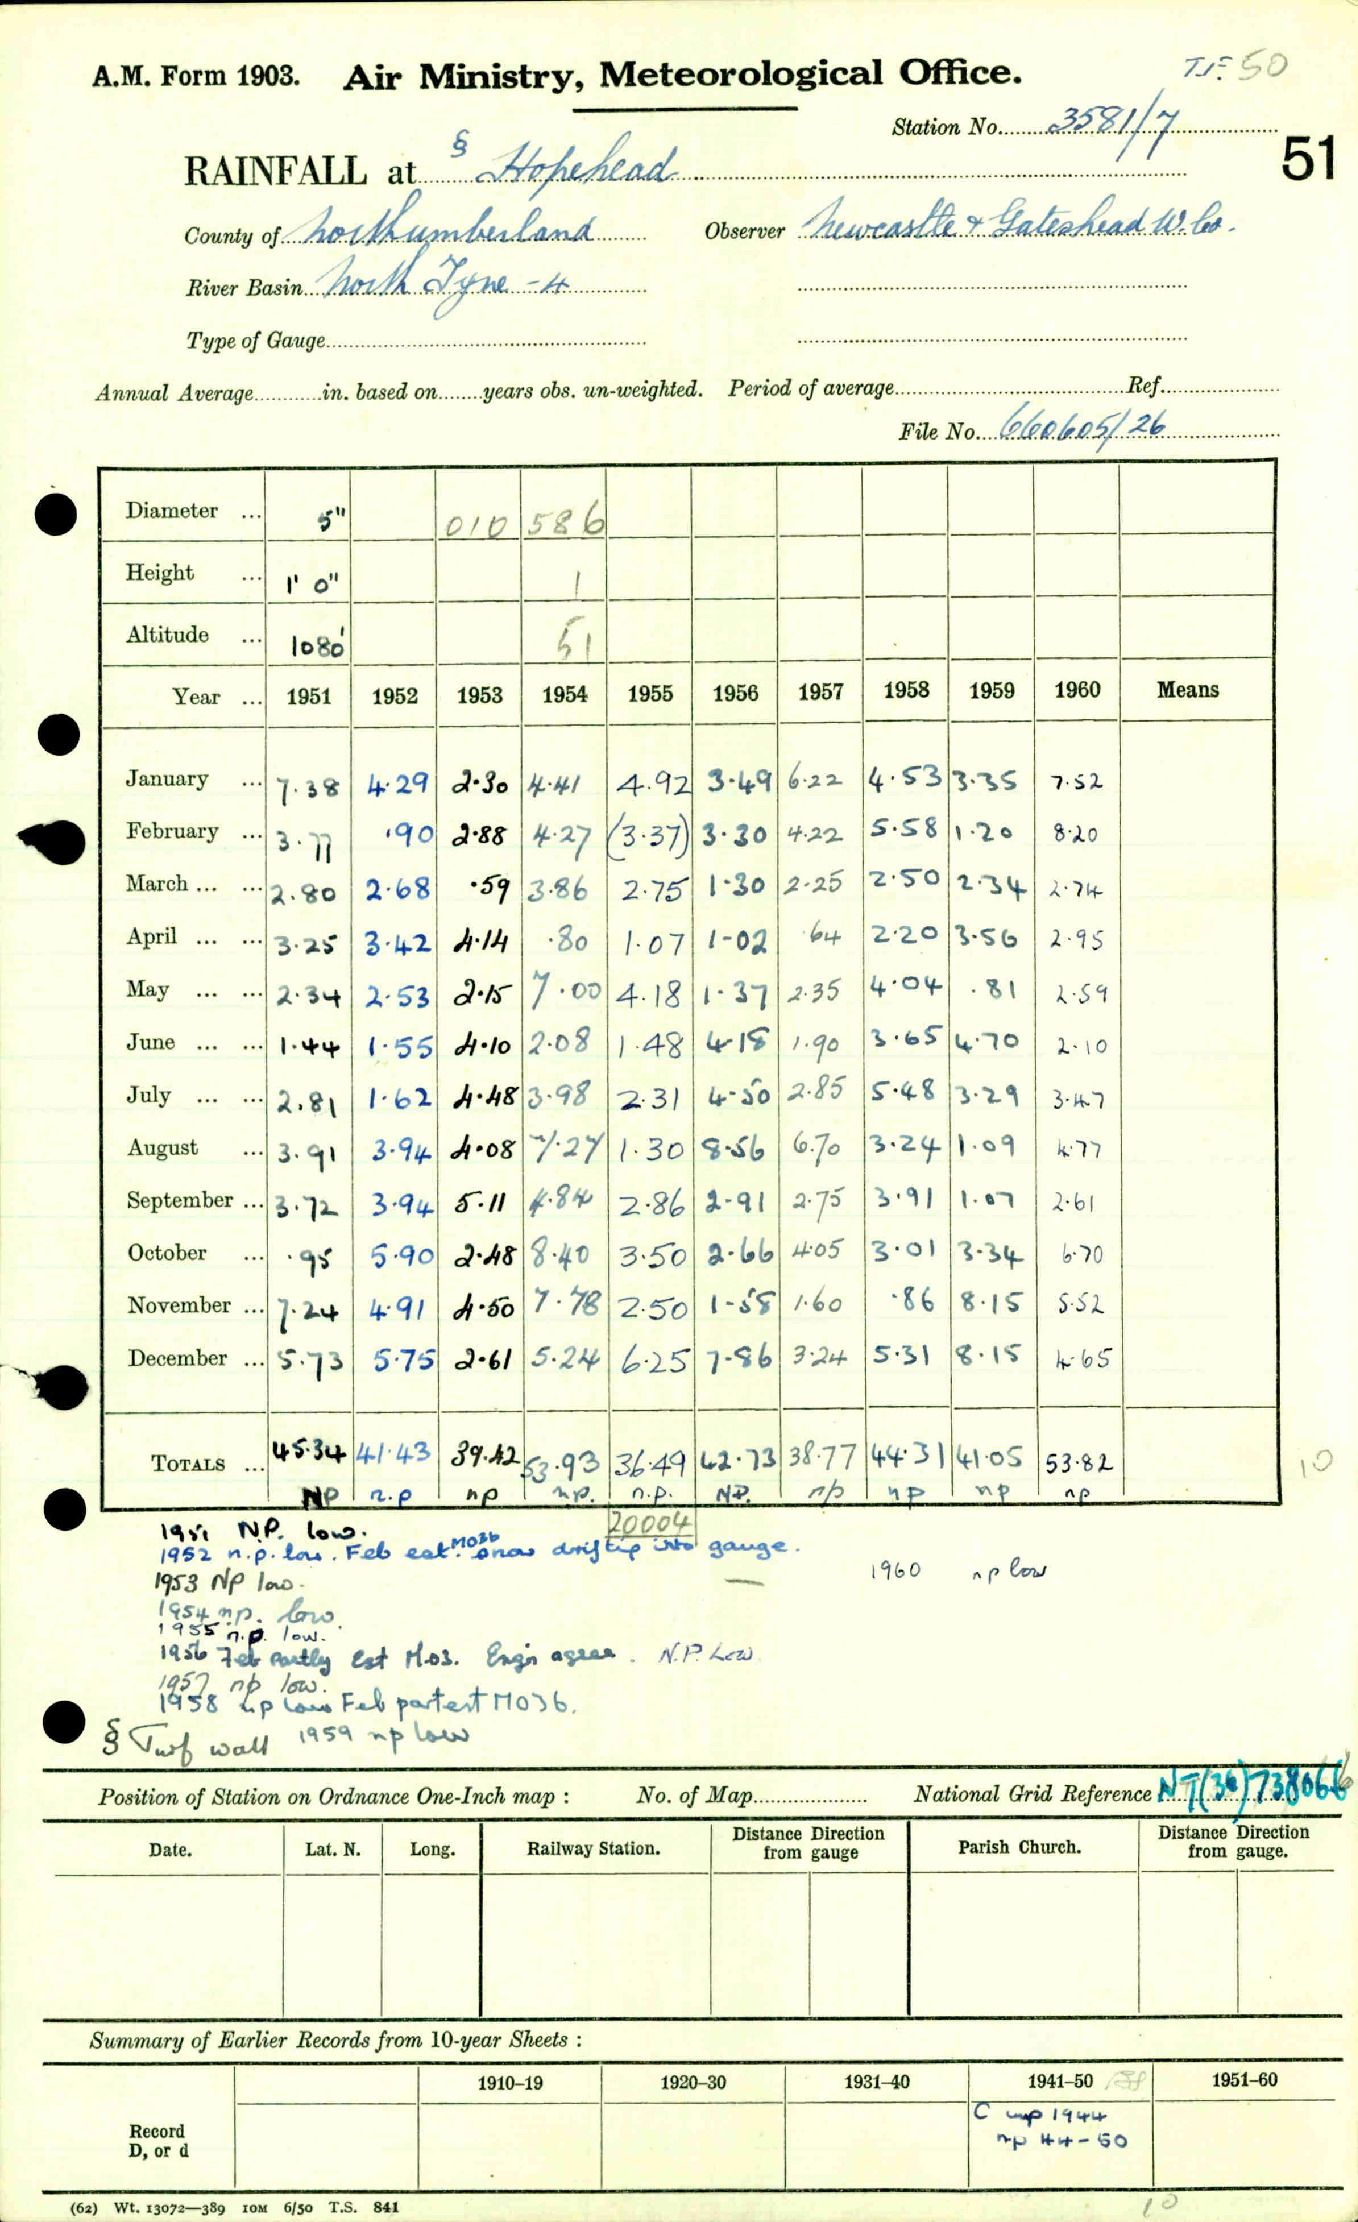 A.M. Form 1903. Air Ministry, Meteorological Office. 50
Station No. 3581/7
51
RAINFALL at § Hopehead
County of Northumberland Observer Newcastle & Gateshead W. Co.
River Basin North Tyne - 4
Type of Gauge
Annual Average in. based on years obs. un-weighted. Period of average Ref.
File No. 660605/26
Diameter ... 5" 010 586
Height ... 1' 0" 1
Altitude ... 1080' 51
Year ... 1951 1952 1953 1954 1955 1956 1957 1958 1959 1960 Means
January ... 7.38 4.29 2.30 4.41 4.92 3.49 6.22 4.53 3.35 7.52
February ... 3.77 .90 2.88 4.27 (3.37) 3.30 4.22 5.58 1.20 8.20
March ... ... 2.80 2.68 .59 3.86 2.75 1.30 2.25 2.50 2.34 2.74
April ... ... 3.25 3.42 4.14 .80 1.07 1.02 .64 2.20 3.56 2.95
May ... ... 2.34 2.53 2.15 7.00 4.18 1.37 2.35 4.04 .81 2.59
June ... ... 1.44 1.55 4.10 2.08 1.48 4.18 1.90 3.65 4.70 2.10
July ... ... 2.81 1.62 4.48 3.98 2.31 4.50 2.85 5.48 3.29 3.47
August ... 3.91 3.94 4.08 7.27 1.30 8.56 6.70 3.24 1.09 4.77
September ... 3.72 3.94 5.11 4.84 2.86 2.91 2.75 3.91 1.07 2.61
October ... .95 5.90 2.48 8.40 3.50 2.66 4.05 3.01 3.34 6.70
November ... 7.24 4.91 4.50 7.78 2.50 1.58 1.60 .86 8.15 5.52
December ... 5.73 5.75 2.61 5.24 6.25 7.86 3.24 5.31 8.15 4.65
TOTALS ... 45.34 41.43 39.42 53.93 36.49 42.73 38.77 44.31 41.05 53.82 10
NP n.p np n.p. n.p. N.P. np np np np
20004
1951 N.P. low.
1952 n.p. low. Feb est. MO3b snow drifting into gauge.
1953 NP low. 1960 np low
1954 n.p. low.
1955 n.p. low.
1956 Feb partly Est M.O3. Engr agree. N.P. Low
1957 np low.
1958 np low Feb part est MO3b.
§ Turf wall 1959 np low
Position of Station on Ordnance One-Inch map : No. of Map National Grid Reference NT(36)738066
Date. Lat. N. Long. Railway Station. Distance Direction from gauge Parish Church. Distance Direction from gauge.
Summary of Earlier Records from 10-year Sheets :
1910–19 1920–30 1931–40 1941–50 1951–60
Record D, or d
C np 1944
np 44-50
(62) Wt. 13072—389 10M 6/50 T.S. 841 10